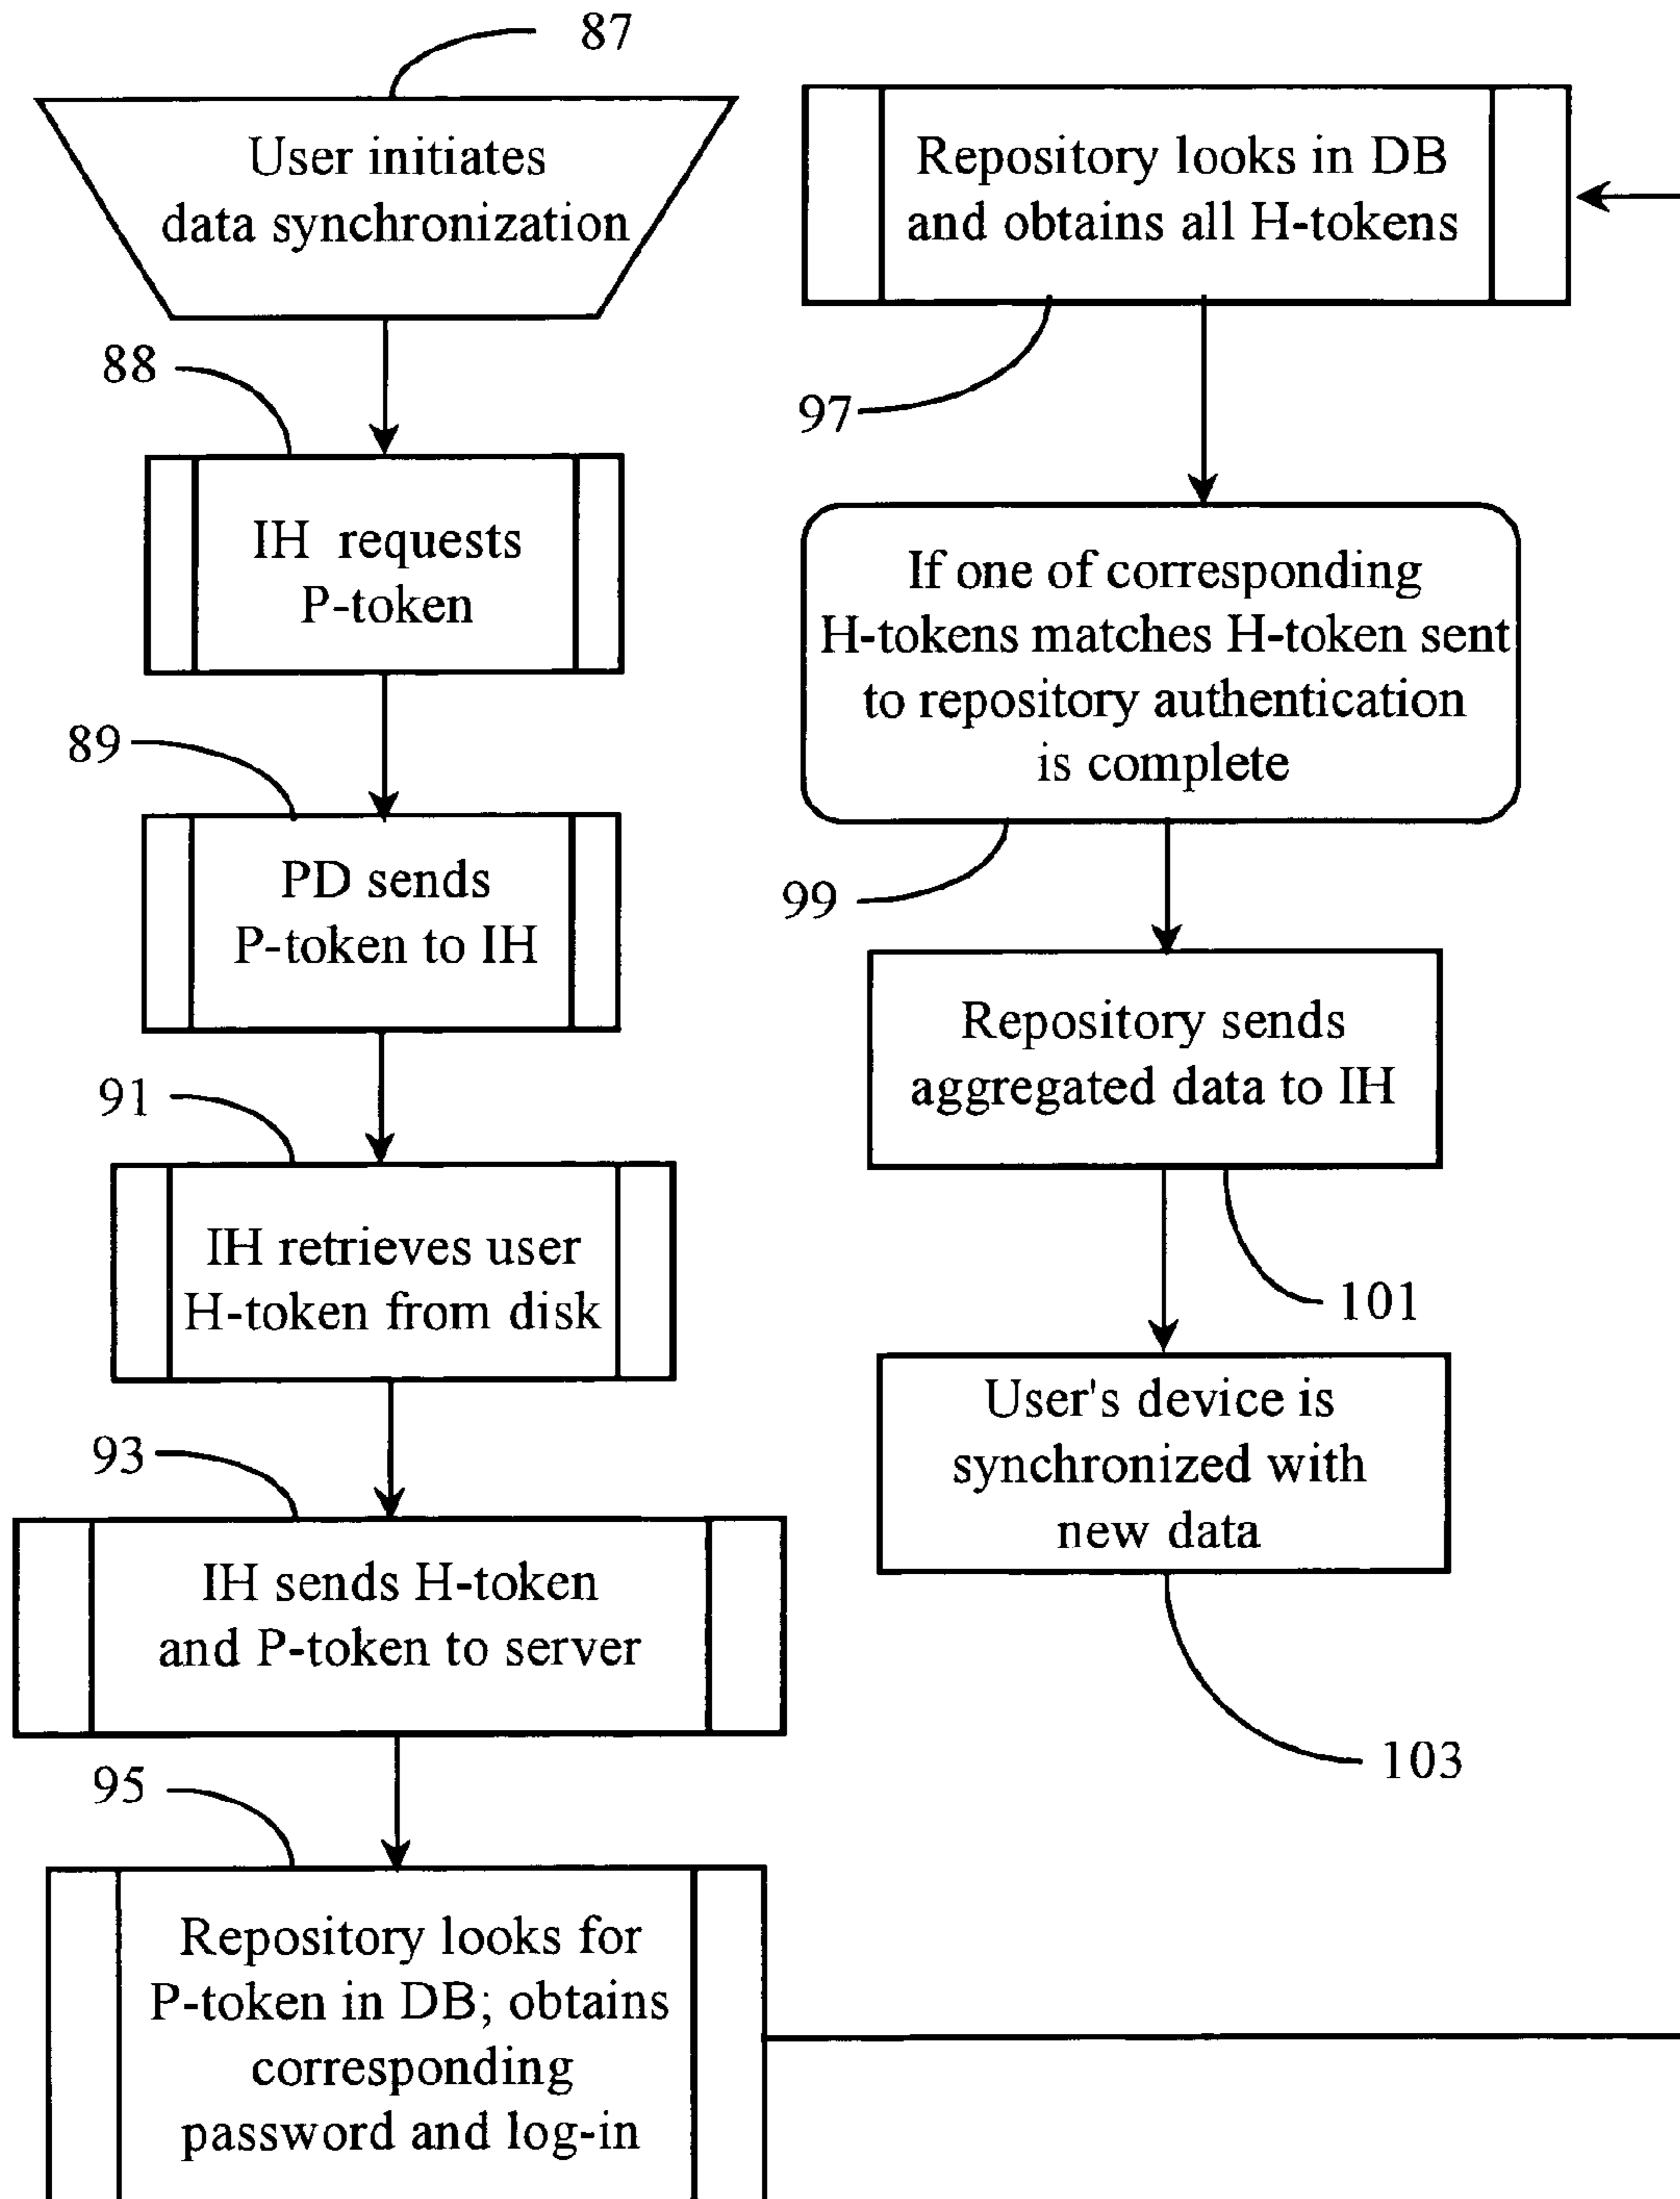 87
User initiates
data synchronization
88
IH requests
P-token
89
PD sends
P-token to IH
91
IH retrieves user
H-token from disk
93
IH sends H-token
and P-token to server
95
Repository looks for
P-token in DB; obtains
corresponding
password and log-in
Repository looks in DB
and obtains all H-tokens
97
If one of corresponding
H-tokens matches H-token sent
to repository authentication
is complete
99
Repository sends
aggregated data to IH
101
User's device is
synchronized with
new data
103